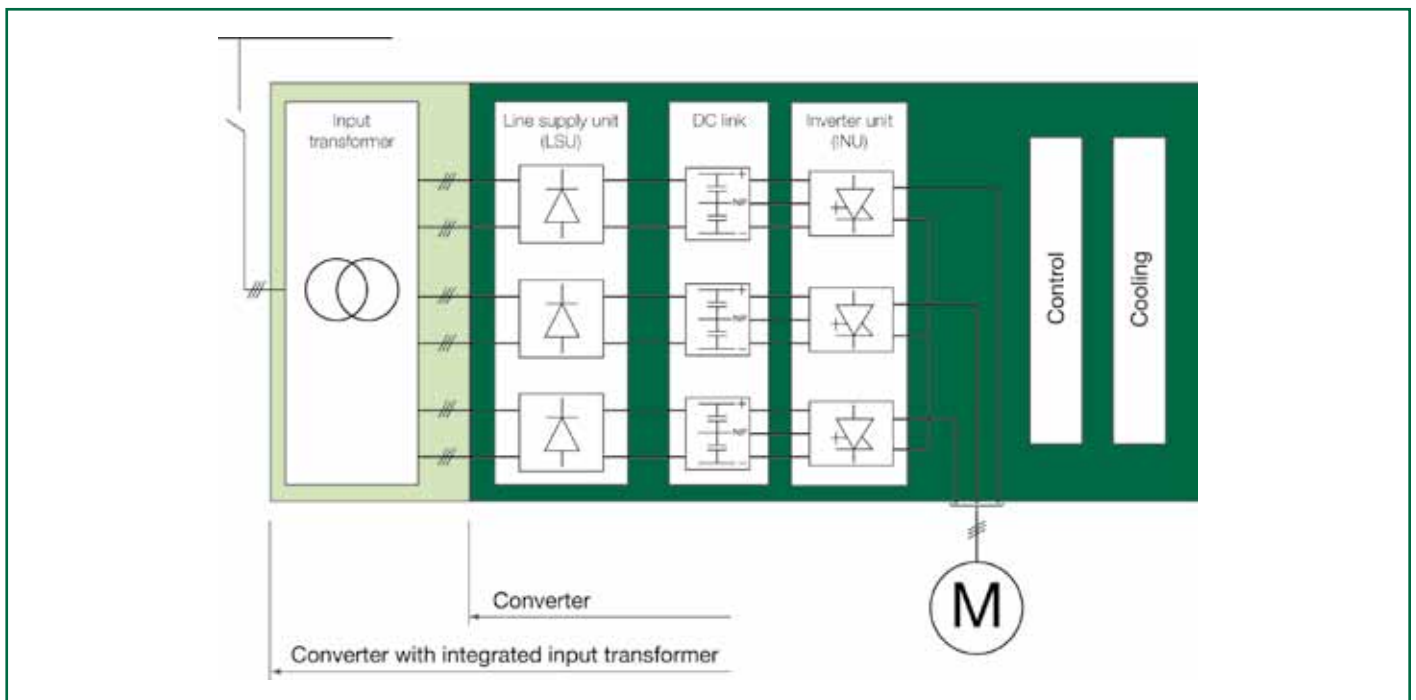 Input
transformer
Line supply unit
(LSU)
DC link
Inverter unit
(INU)
+
NP
-
+
NP
-
+
NP
-
Control
Cooling
M
Converter
Converter with integrated input transformer